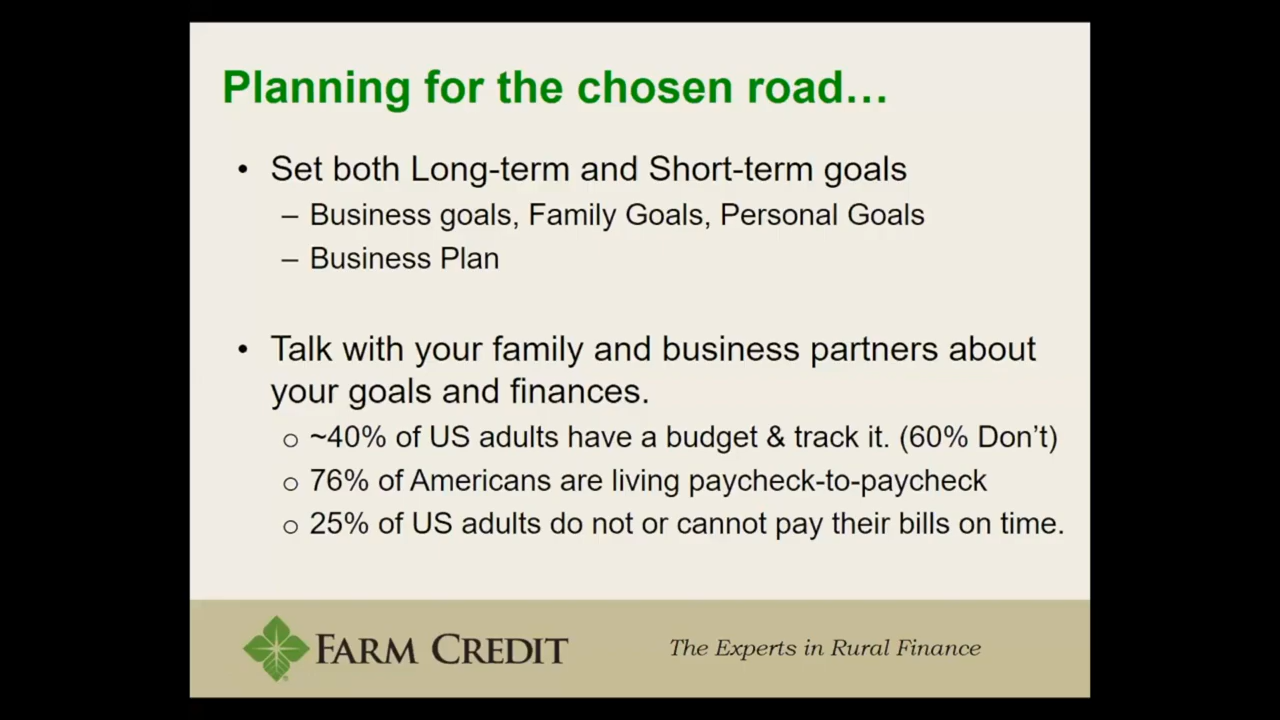 Planning for the chosen road…
• Set both Long-term and Short-term goals
– Business goals, Family Goals, Personal Goals
– Business Plan
• Talk with your family and business partners about
your goals and finances.
o ~40% of US adults have a budget & track it. (60% Don’t)
o 76% of Americans are living paycheck-to-paycheck
o 25% of US adults do not or cannot pay their bills on time.
FARM CREDIT
The Experts in Rural Finance